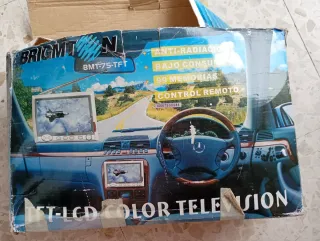 BRIGMTON
BMT-75-TFT
ANTI-RADIACION
BAJO CONSUMO
99 MEMORIAS
CONTROL REMOTO
TFT-LCD COLOR TELEVISION